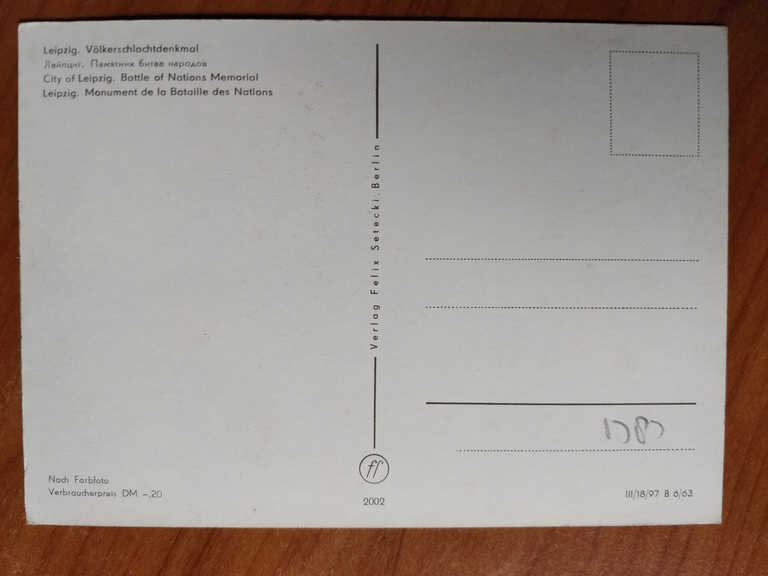 Leipzig. Völkerschlachtdenkmal
Лейпциг. Памятник битве народов
City of Leipzig. Battle of Nations Memorial
Leipzig. Monument de la Bataille des Nations
Verlag Felix Setecki, Berlin
Nach Farbfoto
Verbraucherpreis DM –.20
ff
2002
III/18/97 B 6/63